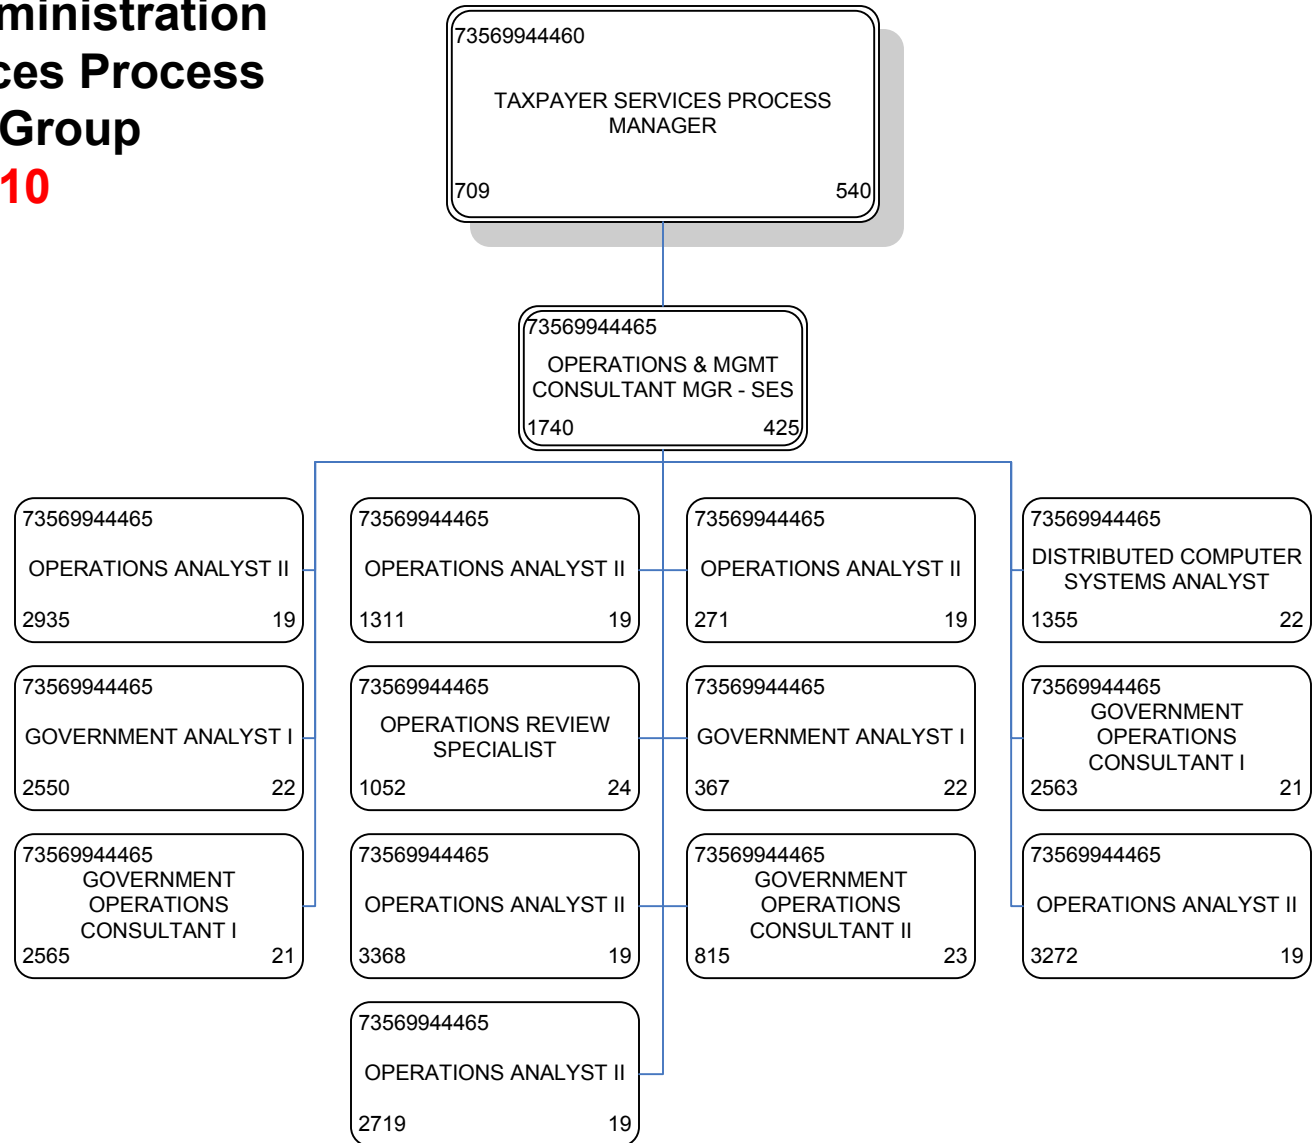 ministration
ces Process
Group
10
73569944460
TAXPAYER SERVICES PROCESS
MANAGER
709 540
73569944465
OPERATIONS & MGMT
CONSULTANT MGR - SES
1740 425
73569944465
OPERATIONS ANALYST II
2935 19
73569944465
OPERATIONS ANALYST II
1311 19
73569944465
OPERATIONS ANALYST II
271 19
73569944465
DISTRIBUTED COMPUTER
SYSTEMS ANALYST
1355 22
73569944465
GOVERNMENT ANALYST I
2550 22
73569944465
OPERATIONS REVIEW
SPECIALIST
1052 24
73569944465
GOVERNMENT ANALYST I
367 22
73569944465
GOVERNMENT
OPERATIONS
CONSULTANT I
2563 21
73569944465
GOVERNMENT
OPERATIONS
CONSULTANT I
2565 21
73569944465
OPERATIONS ANALYST II
3368 19
73569944465
GOVERNMENT
OPERATIONS
CONSULTANT II
815 23
73569944465
OPERATIONS ANALYST II
3272 19
73569944465
OPERATIONS ANALYST II
2719 19